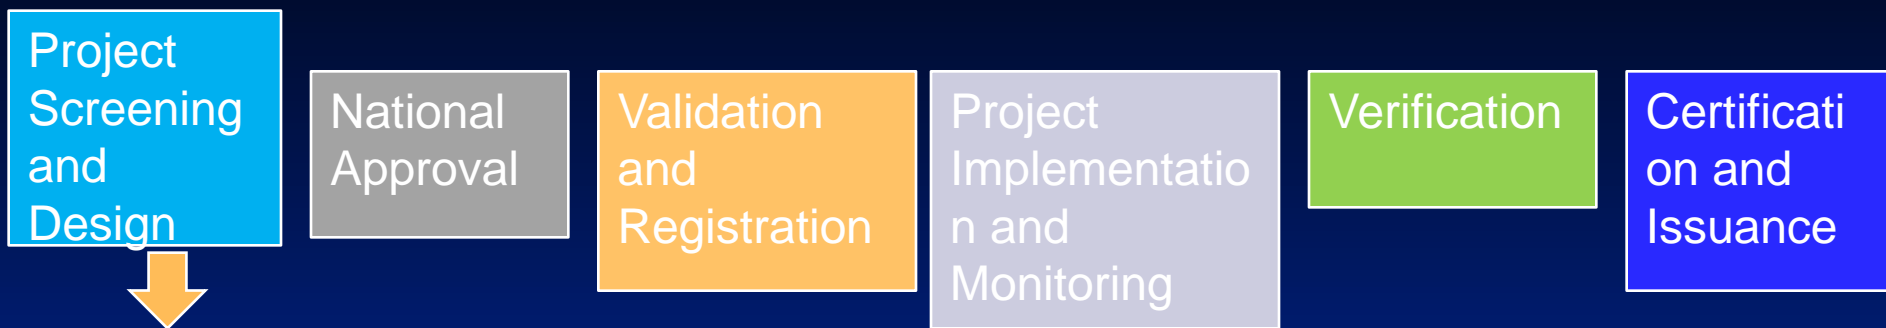 Project
Screening
and
Design
National
Approval
Validation
and
Registration
Project
Implementatio
n and
Monitoring
Verification
Certificati
on and
Issuance